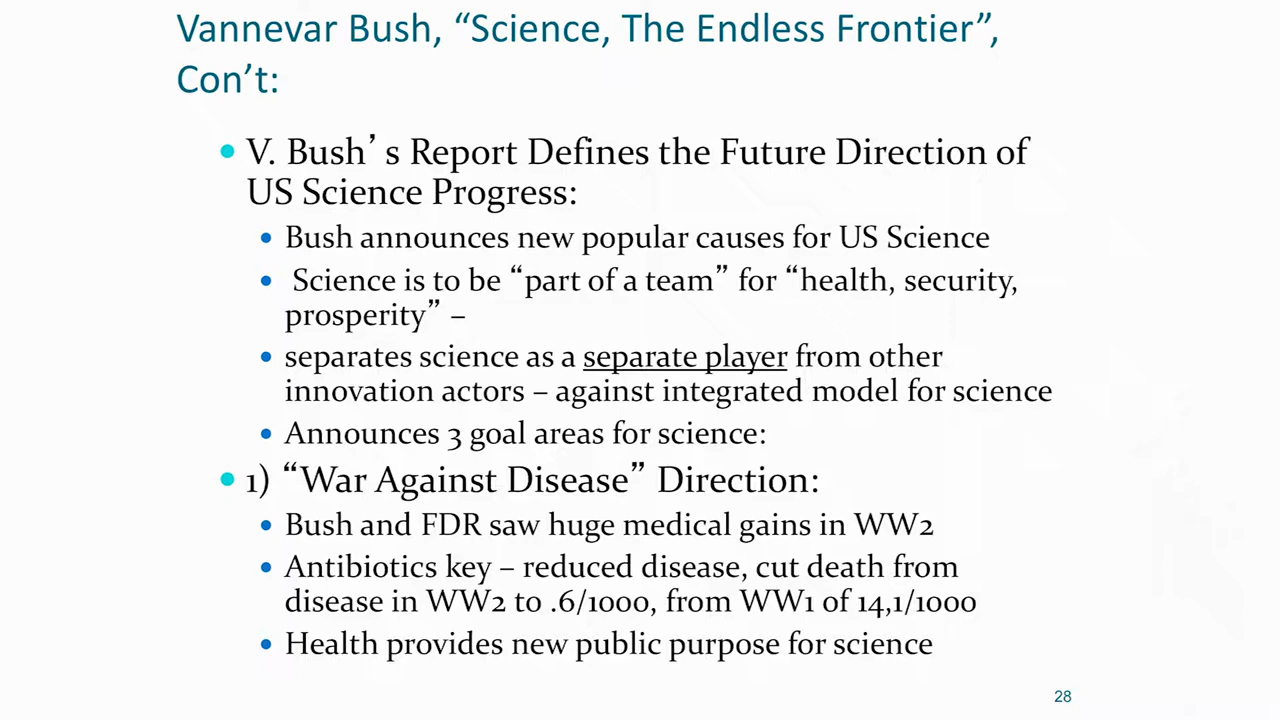 Vannevar Bush, “Science, The Endless Frontier”,
Con’t:
• V. Bush’s Report Defines the Future Direction of
US Science Progress:
• Bush announces new popular causes for US Science
• Science is to be “part of a team” for “health, security,
prosperity” –
• separates science as a separate player from other
innovation actors – against integrated model for science
• Announces 3 goal areas for science:
• 1) “War Against Disease” Direction:
• Bush and FDR saw huge medical gains in WW2
• Antibiotics key – reduced disease, cut death from
disease in WW2 to .6/1000, from WW1 of 14,1/1000
• Health provides new public purpose for science
28